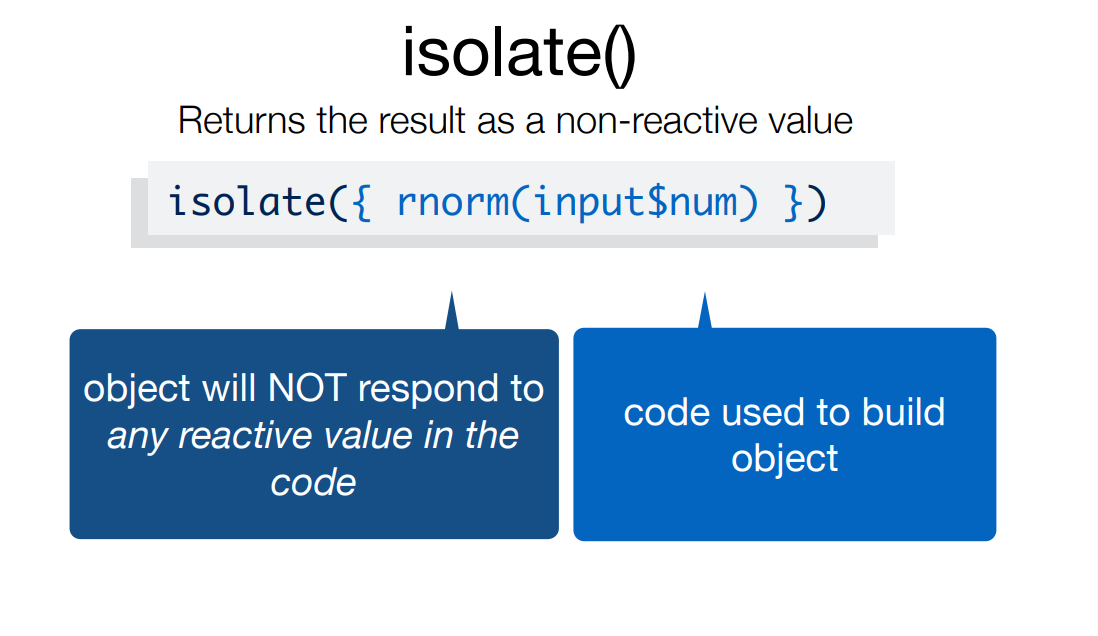 isolate()
Returns the result as a non-reactive value
isolate({ rnorm(input$num) })
object will NOT respond to
any reactive value in the
code
code used to build
object